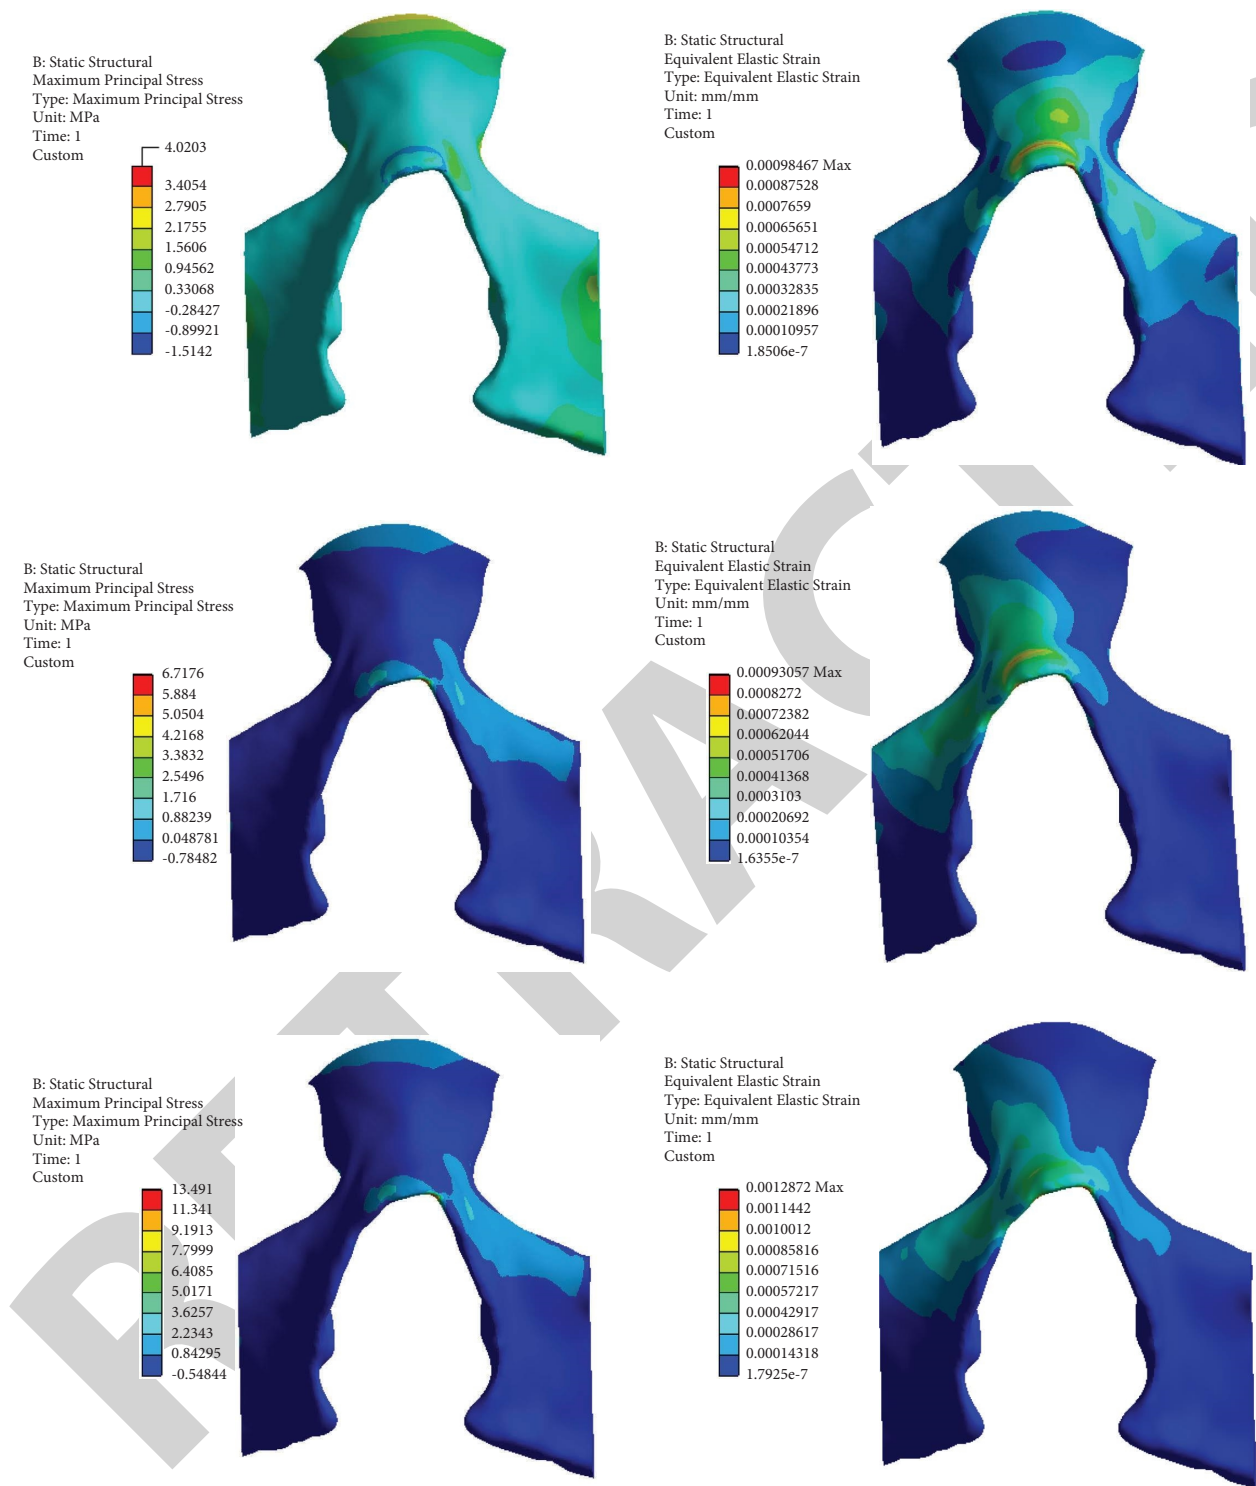 B: Static Structural
Maximum Principal Stress
Type: Maximum Principal Stress
Unit: MPa
Time: 1
Custom
4.0203
3.4054
2.7905
2.1755
1.5606
0.94562
0.33068
-0.28427
-0.89921
-1.5142
B: Static Structural
Equivalent Elastic Strain
Type: Equivalent Elastic Strain
Unit: mm/mm
Time: 1
Custom
0.00098467 Max
0.00087528
0.0007659
0.00065651
0.00054712
0.00043773
0.00032835
0.00021896
0.00010957
1.8506e-7
B: Static Structural
Maximum Principal Stress
Type: Maximum Principal Stress
Unit: MPa
Time: 1
Custom
6.7176
5.884
5.0504
4.2168
3.3832
2.5496
1.716
0.88239
0.048781
-0.78482
B: Static Structural
Equivalent Elastic Strain
Type: Equivalent Elastic Strain
Unit: mm/mm
Time: 1
Custom
0.00093057 Max
0.0008272
0.00072382
0.00062044
0.00051706
0.00041368
0.0003103
0.00020692
0.00010354
1.6355e-7
B: Static Structural
Maximum Principal Stress
Type: Maximum Principal Stress
Unit: MPa
Time: 1
Custom
13.491
11.341
9.1913
7.7999
6.4085
5.0171
3.6257
2.2343
0.84295
-0.54844
B: Static Structural
Equivalent Elastic Strain
Type: Equivalent Elastic Strain
Unit: mm/mm
Time: 1
Custom
0.0012872 Max
0.0011442
0.0010012
0.00085816
0.00071516
0.00057217
0.00042917
0.00028617
0.00014318
1.7925e-7